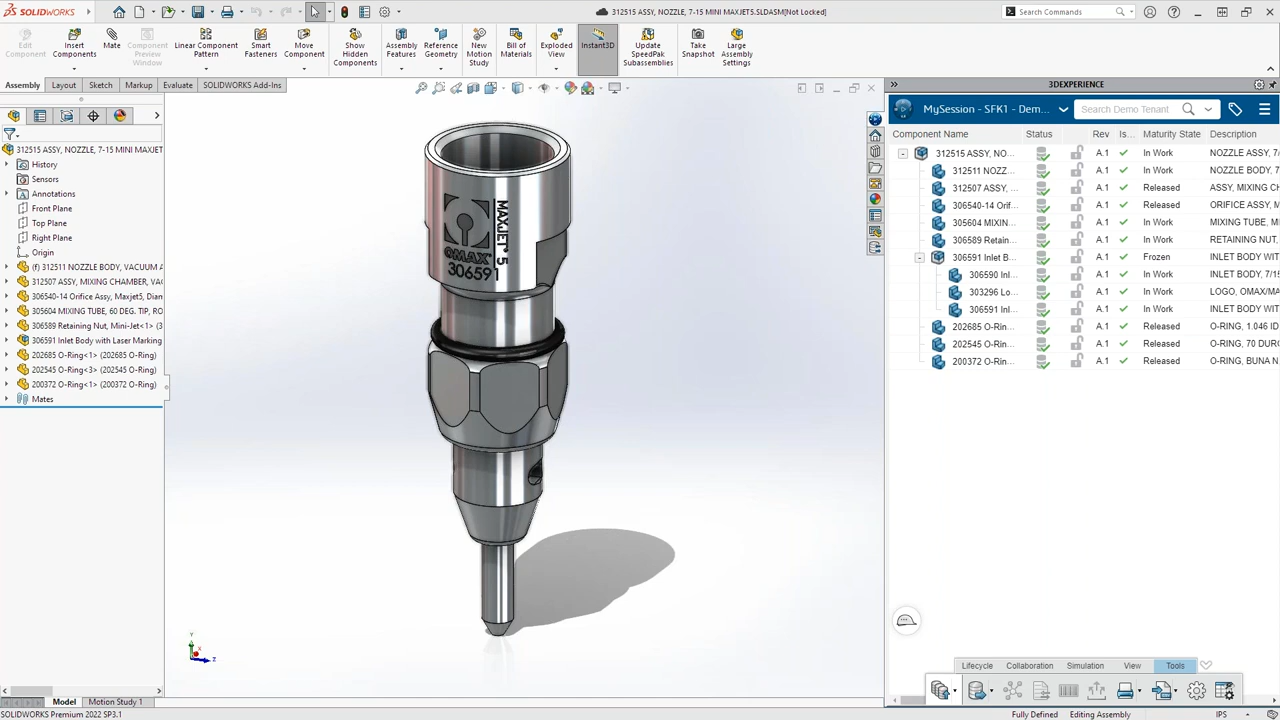 SOLIDWORKS
312515 ASSY, NOZZLE, 7-15 MINI MAXJET5.SLDASM[Not Locked]
Search Commands
Edit Component
Insert Components
Mate
Component Preview Window
Linear Component Pattern
Smart Fasteners
Move Component
Show Hidden Components
Assembly Features
Reference Geometry
New Motion Study
Bill of Materials
Exploded View
Instant3D
Update SpeedPak Subassemblies
Take Snapshot
Large Assembly Settings
Assembly Layout Sketch Markup Evaluate SOLIDWORKS Add-Ins
312515 ASSY, NOZZLE, 7-15 MINI MAXJET
History
Sensors
Annotations
Front Plane
Top Plane
Right Plane
Origin
(f) 312511 NOZZLE BODY, VACUUM A
312507 ASSY, MIXING CHAMBER, VA
306540-14 Orifice Assy, Maxjet5, Diam
305604 MIXING TUBE, 60 DEG. TIP, RO
306589 Retaining Nut, Mini-Jet<1> (3
306591 Inlet Body with Laser Marking
202685 O-Ring<1> (202685 O-Ring)
202545 O-Ring<3> (202545 O-Ring)
200372 O-Ring<1> (200372 O-Ring)
Mates
MAXJET® 5
OMAX
306591
Y
X
Z
3DEXPERIENCE
MySession - SFK1 - Dem...
Search Demo Tenant
Component Name Status Rev Is... Maturity State Description
312515 ASSY, NO... A.1 In Work NOZZLE ASSY, 7/
312511 NOZZ... A.1 In Work NOZZLE BODY, 7
312507 ASSY, ... A.1 Released ASSY, MIXING CH
306540-14 Orif... A.1 Released ORIFICE ASSY, M
305604 MIXIN... A.1 Released MIXING TUBE, MI
306589 Retain... A.1 Released RETAINING NUT,
306591 Inlet B... A.1 Frozen INLET BODY WIT
306590 Inl... A.1 In Work INLET BODY, 7/15
303296 Lo... A.1 In Work LOGO, OMAX/MA
306591 Inl... A.1 In Work INLET BODY WIT
202685 O-Rin... A.1 Released O-RING, 1.046 ID
202545 O-Rin... A.1 Released O-RING, 70 DURO
200372 O-Rin... A.1 Released O-RING, BUNA N
Lifecycle Collaboration Simulation View Tools
Model Motion Study 1
SOLIDWORKS Premium 2022 SP3.1
Fully Defined Editing Assembly IPS